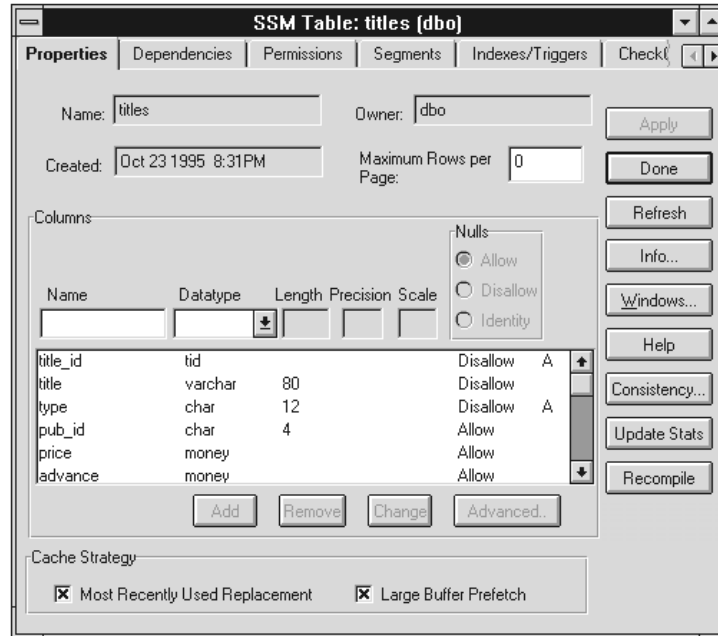 SSM Table: titles (dbo)
Properties Dependencies Permissions Segments Indexes/Triggers Check(
Name: titles Owner: dbo Apply
Created: Oct 23 1995 8:31PM Maximum Rows per Page: 0 Done
Columns Refresh
Nulls
Allow Info...
Name Datatype Length Precision Scale Disallow Windows...
Identity
Help
title_id tid Disallow A
title varchar 80 Disallow Consistency...
type char 12 Disallow A
pub_id char 4 Allow Update Stats
price money Allow
advance money Allow Recompile
Add Remove Change Advanced..
Cache Strategy
Most Recently Used Replacement Large Buffer Prefetch